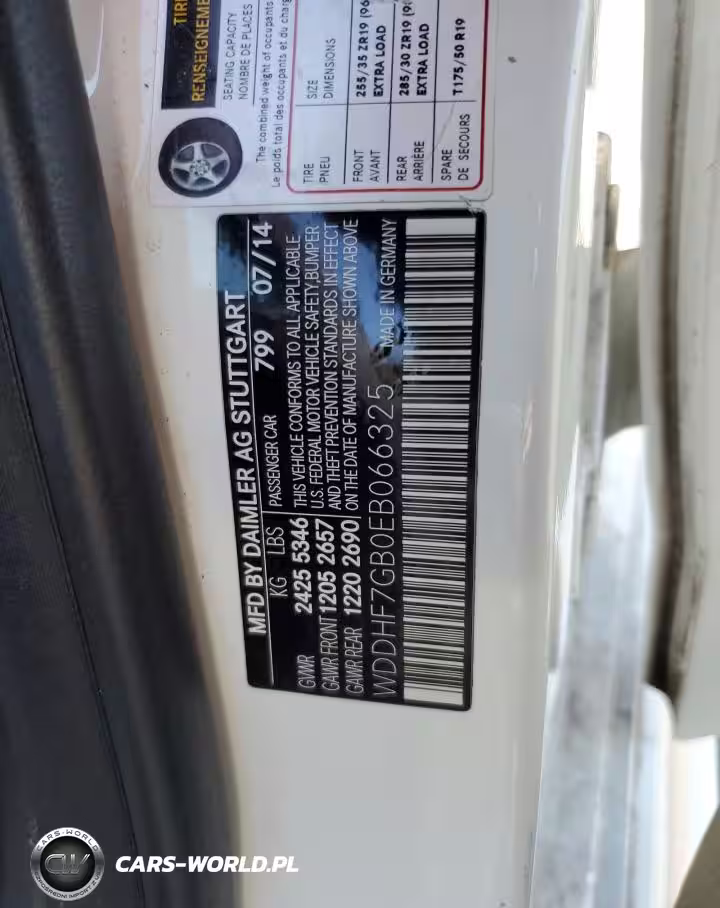 TIRE
RENSEIGNEMENT
SEATING CAPACITY
NOMBRE DE PLACES
The combined weight of occupants
Le poids total des occupants et du
TIRE SIZE
PNEU DIMENSIONS
FRONT 255/35 ZR19 (96
AVANT EXTRA LOAD
REAR 285/30 ZR19
ARRIÈRE EXTRA LOAD
SPARE T175/50 R19
DE SECOURS
MFD BY DAIMLER AG STUTTGART
KG LBS PASSENGER CAR 799 07/14
GVWR 2425 5346 THIS VEHICLE CONFORMS TO ALL APPLICABLE
GAWR FRONT 1205 2657 U.S. FEDERAL MOTOR VEHICLE SAFETY, BUMPER-
GAWR REAR 1220 2690 AND THEFT PREVENTION STANDARDS IN EFFECT
ON THE DATE OF MANUFACTURE SHOWN ABOVE
WDDHF7GB0EB066325 MADE IN GERMANY
CARS-WORLD
CW
CARS-WORLD.PL